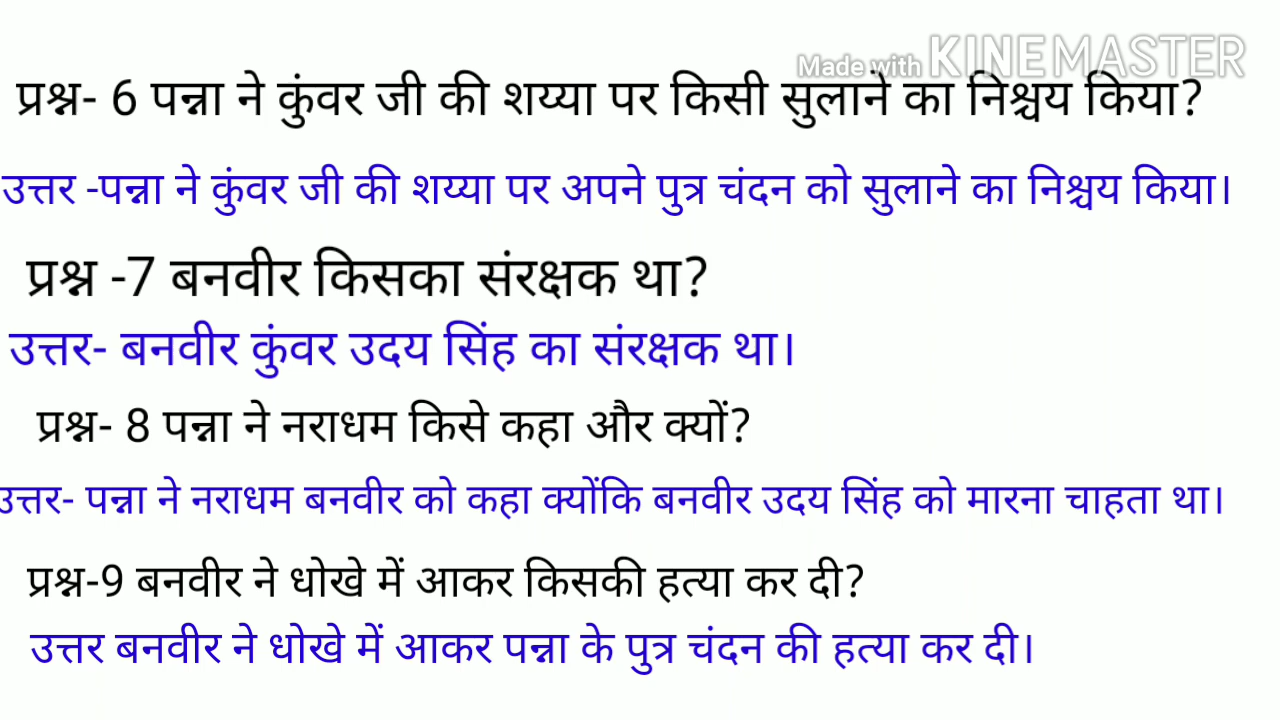 Made with KINEMASTER
प्रश्न- 6 पन्ना ने कुंवर जी की शय्या पर किसी सुलाने का निश्चय किया?
उत्तर -पन्ना ने कुंवर जी की शय्या पर अपने पुत्र चंदन को सुलाने का निश्चय किया।
प्रश्न -7 बनवीर किसका संरक्षक था?
उत्तर- बनवीर कुंवर उदय सिंह का संरक्षक था।
प्रश्न- 8 पन्ना ने नराधम किसे कहा और क्यों?
उत्तर- पन्ना ने नराधम बनवीर को कहा क्योंकि बनवीर उदय सिंह को मारना चाहता था।
प्रश्न-9 बनवीर ने धोखे में आकर किसकी हत्या कर दी?
उत्तर बनवीर ने धोखे में आकर पन्ना के पुत्र चंदन की हत्या कर दी।